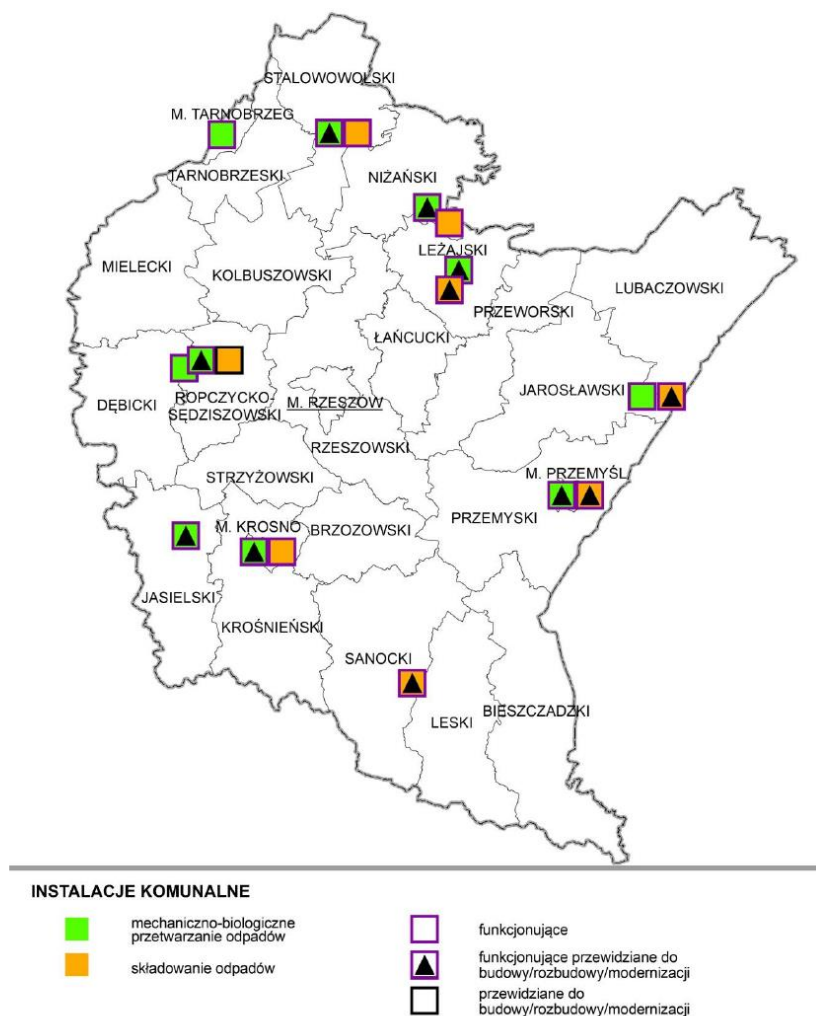 STALOWOWOLSKI
M. TARNOBRZEG
TARNOBRZESKI
NIŻAŃSKI
LEŻAJSKI
MIELECKI
KOLBUSZOWSKI
LUBACZOWSKI
PRZEWORSKI
ŁAŃCUCKI
JAROSŁAWSKI
DĘBICKI
ROPCZYCKO-
SĘDZISZOWSKI
M. RZESZÓW
RZESZOWSKI
STRZYŻOWSKI
M. PRZEMYŚL
PRZEMYSKI
M. KROSNO
BRZOZOWSKI
JASIELSKI
KROŚNIEŃSKI
SANOCKI
LESKI
BIESZCZADZKI
INSTALACJE KOMUNALNE
mechaniczno-biologiczne
przetwarzanie odpadów
składowanie odpadów
funkcjonujące
funkcjonujące przewidziane do
budowy/rozbudowy/modernizacji
przewidziane do
budowy/rozbudowy/modernizacji